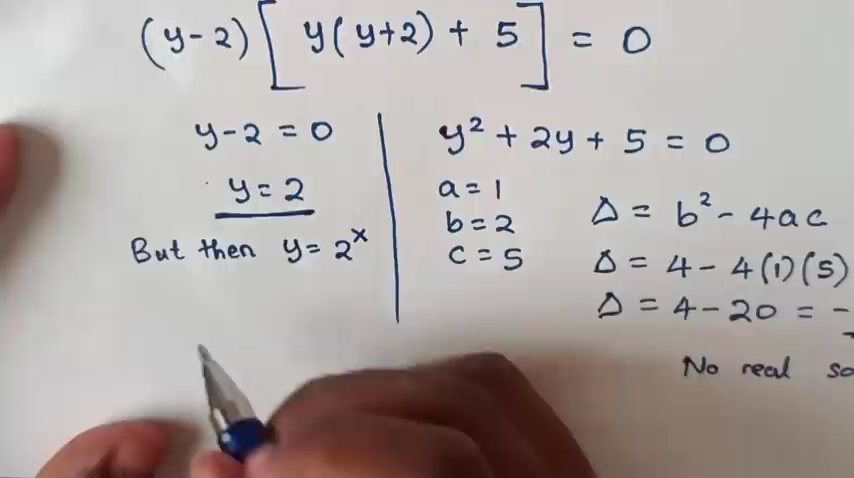 (y-2)[y(y+2) + 5] = 0
y-2 = 0
y = 2
But then y = 2^x
y² + 2y + 5 = 0
a = 1
b = 2
c = 5
Δ = b² - 4ac
Δ = 4 - 4(1)(5)
Δ = 4 - 20 = -
No real